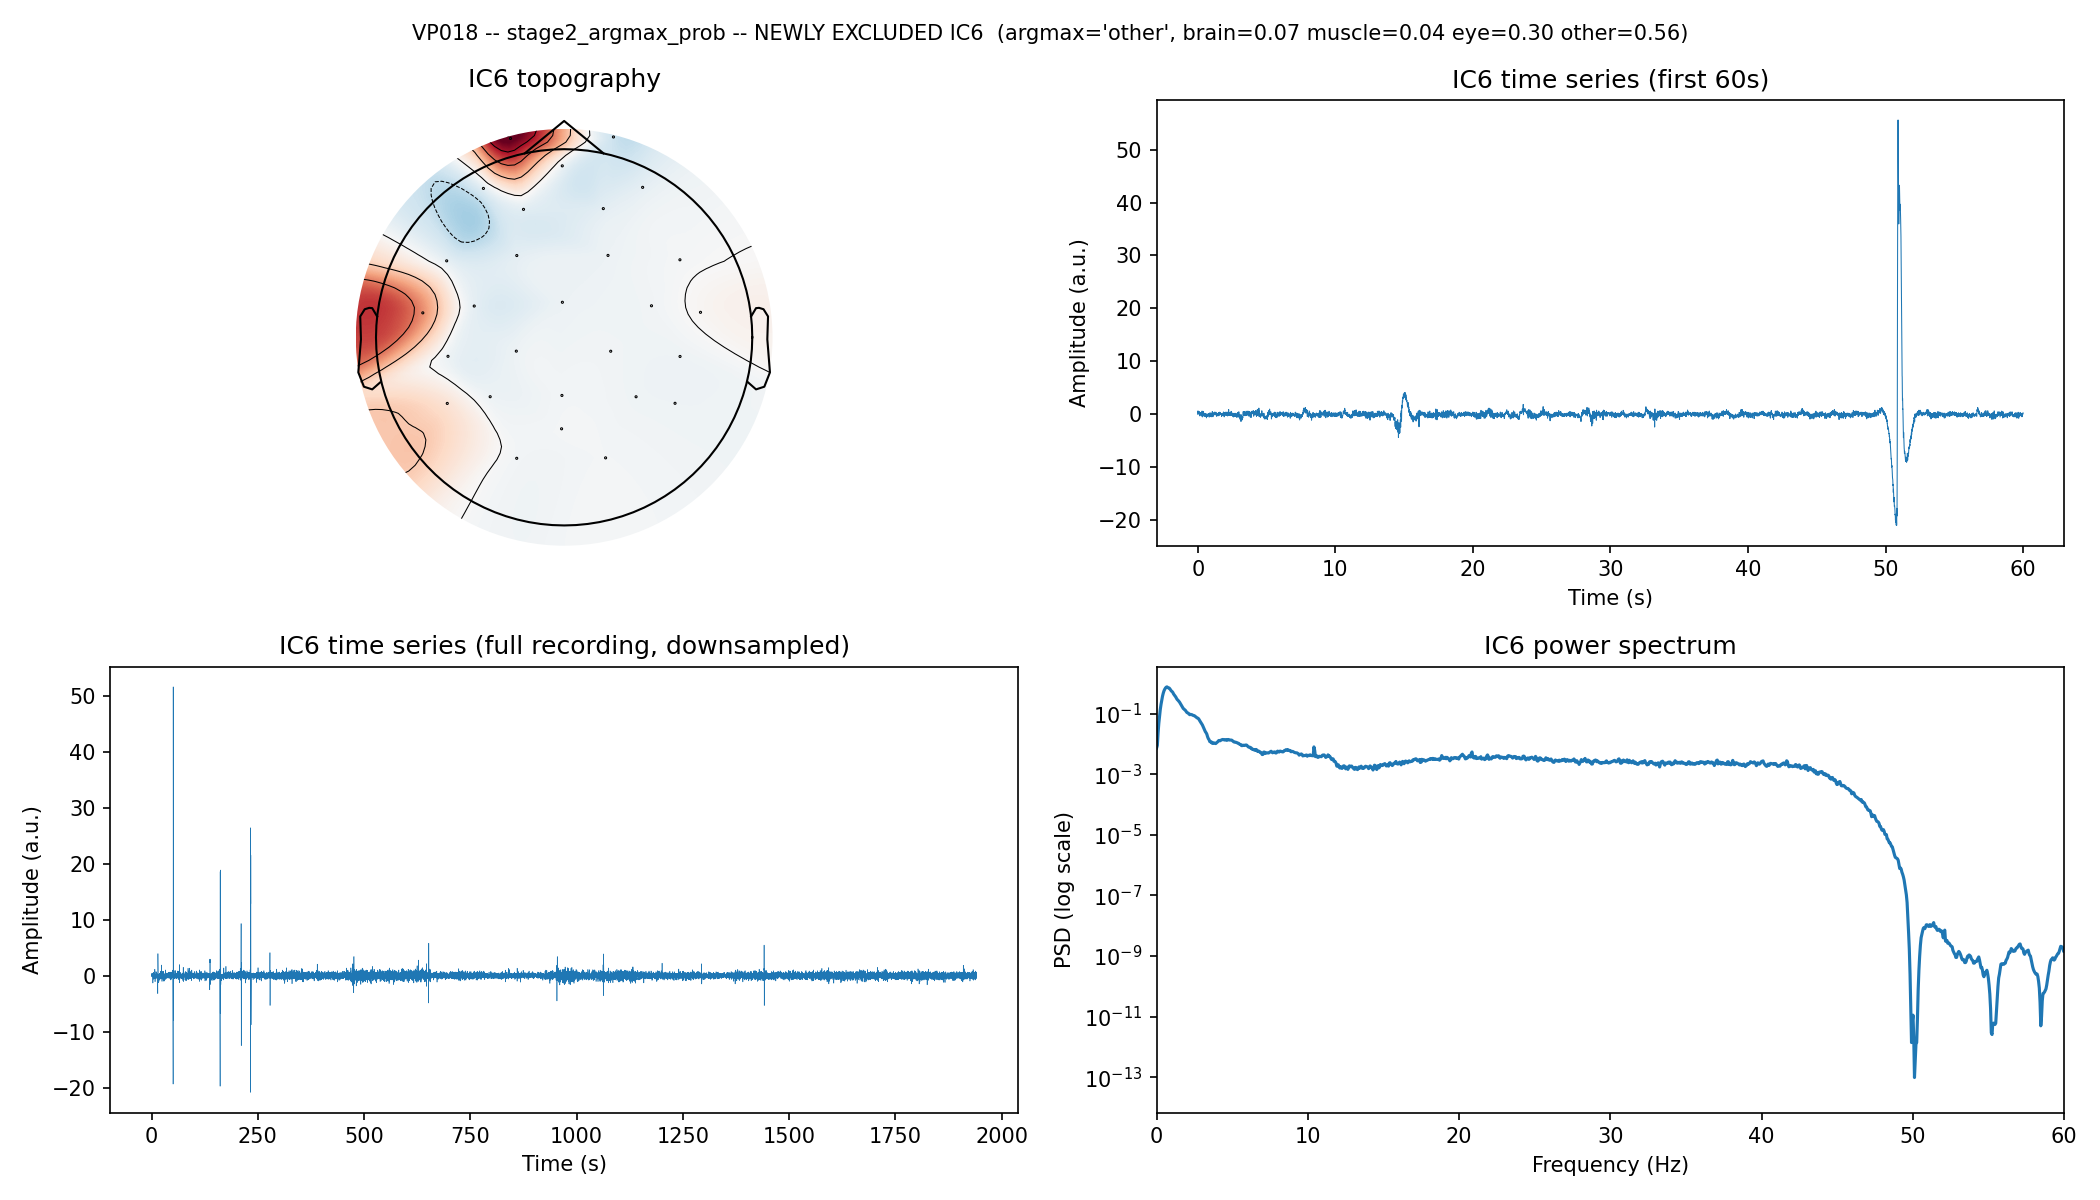 VP018 -- stage2_argmax_prob -- NEWLY EXCLUDED IC6  (argmax='other', brain=0.07 muscle=0.04 eye=0.30 other=0.56)
IC6 topography
IC6 time series (first 60s)
Amplitude (a.u.)
50
40
30
20
10
0
−10
−20
0 10 20 30 40 50 60
Time (s)
IC6 time series (full recording, downsampled)
Amplitude (a.u.)
50
40
30
20
10
0
−10
−20
0 250 500 750 1000 1250 1500 1750 2000
Time (s)
IC6 power spectrum
PSD (log scale)
10⁻¹
10⁻³
10⁻⁵
10⁻⁷
10⁻⁹
10⁻¹¹
10⁻¹³
0 10 20 30 40 50 60
Frequency (Hz)